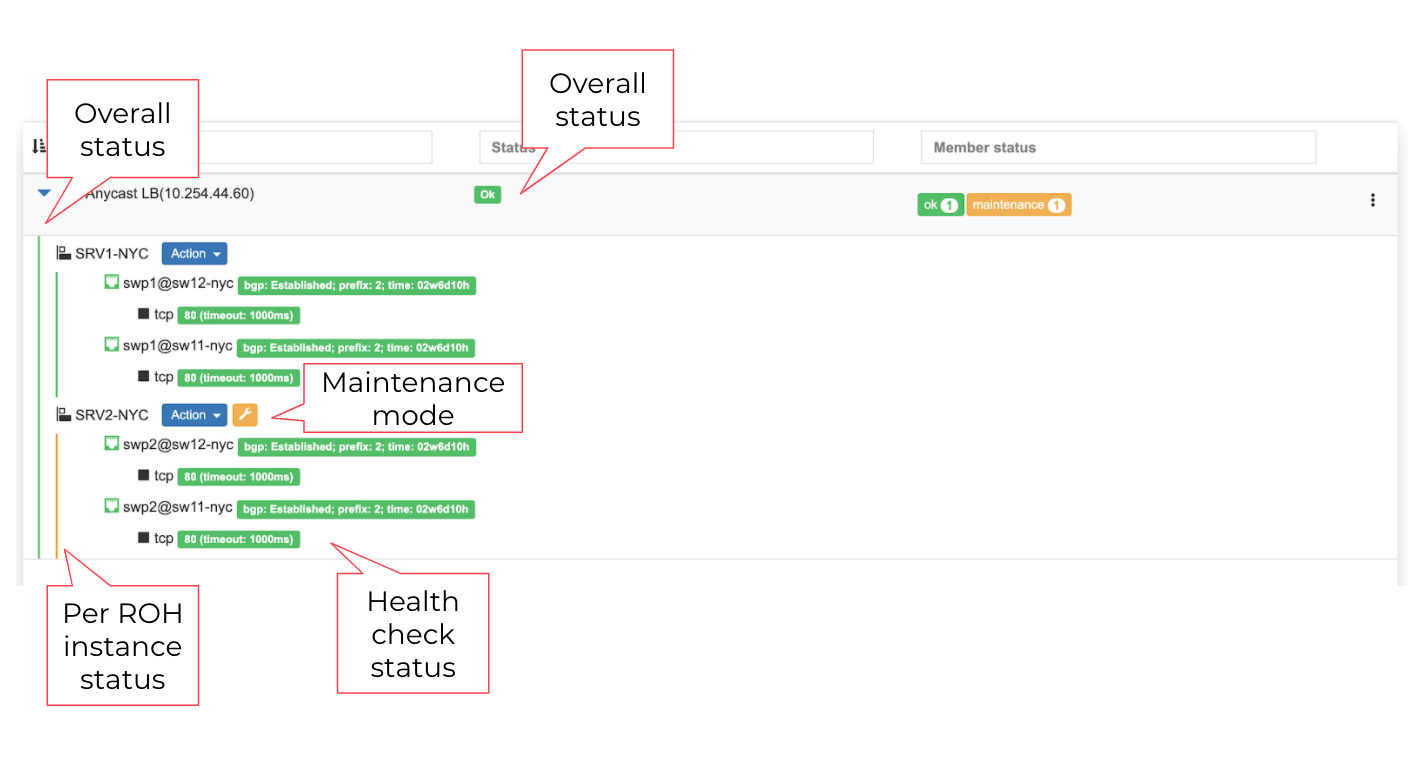 Overall
status
Overall
status
Status
Member status
Anycast LB(10.254.44.60)
Ok
ok 1
maintenance 1
SRV1-NYC
Action
swp1@sw12-nyc
bgp: Established; prefix: 2; time: 02w6d10h
tcp
80 (timeout: 1000ms)
swp1@sw11-nyc
bgp: Established; prefix: 2; time: 02w6d10h
tcp
80 (timeout: 1000ms)
Maintenance
mode
SRV2-NYC
Action
swp2@sw12-nyc
bgp: Established; prefix: 2; time: 02w6d10h
tcp
80 (timeout: 1000ms)
swp2@sw11-nyc
bgp: Established; prefix: 2; time: 02w6d10h
tcp
80 (timeout: 1000ms)
Per ROH
instance
status
Health
check
status